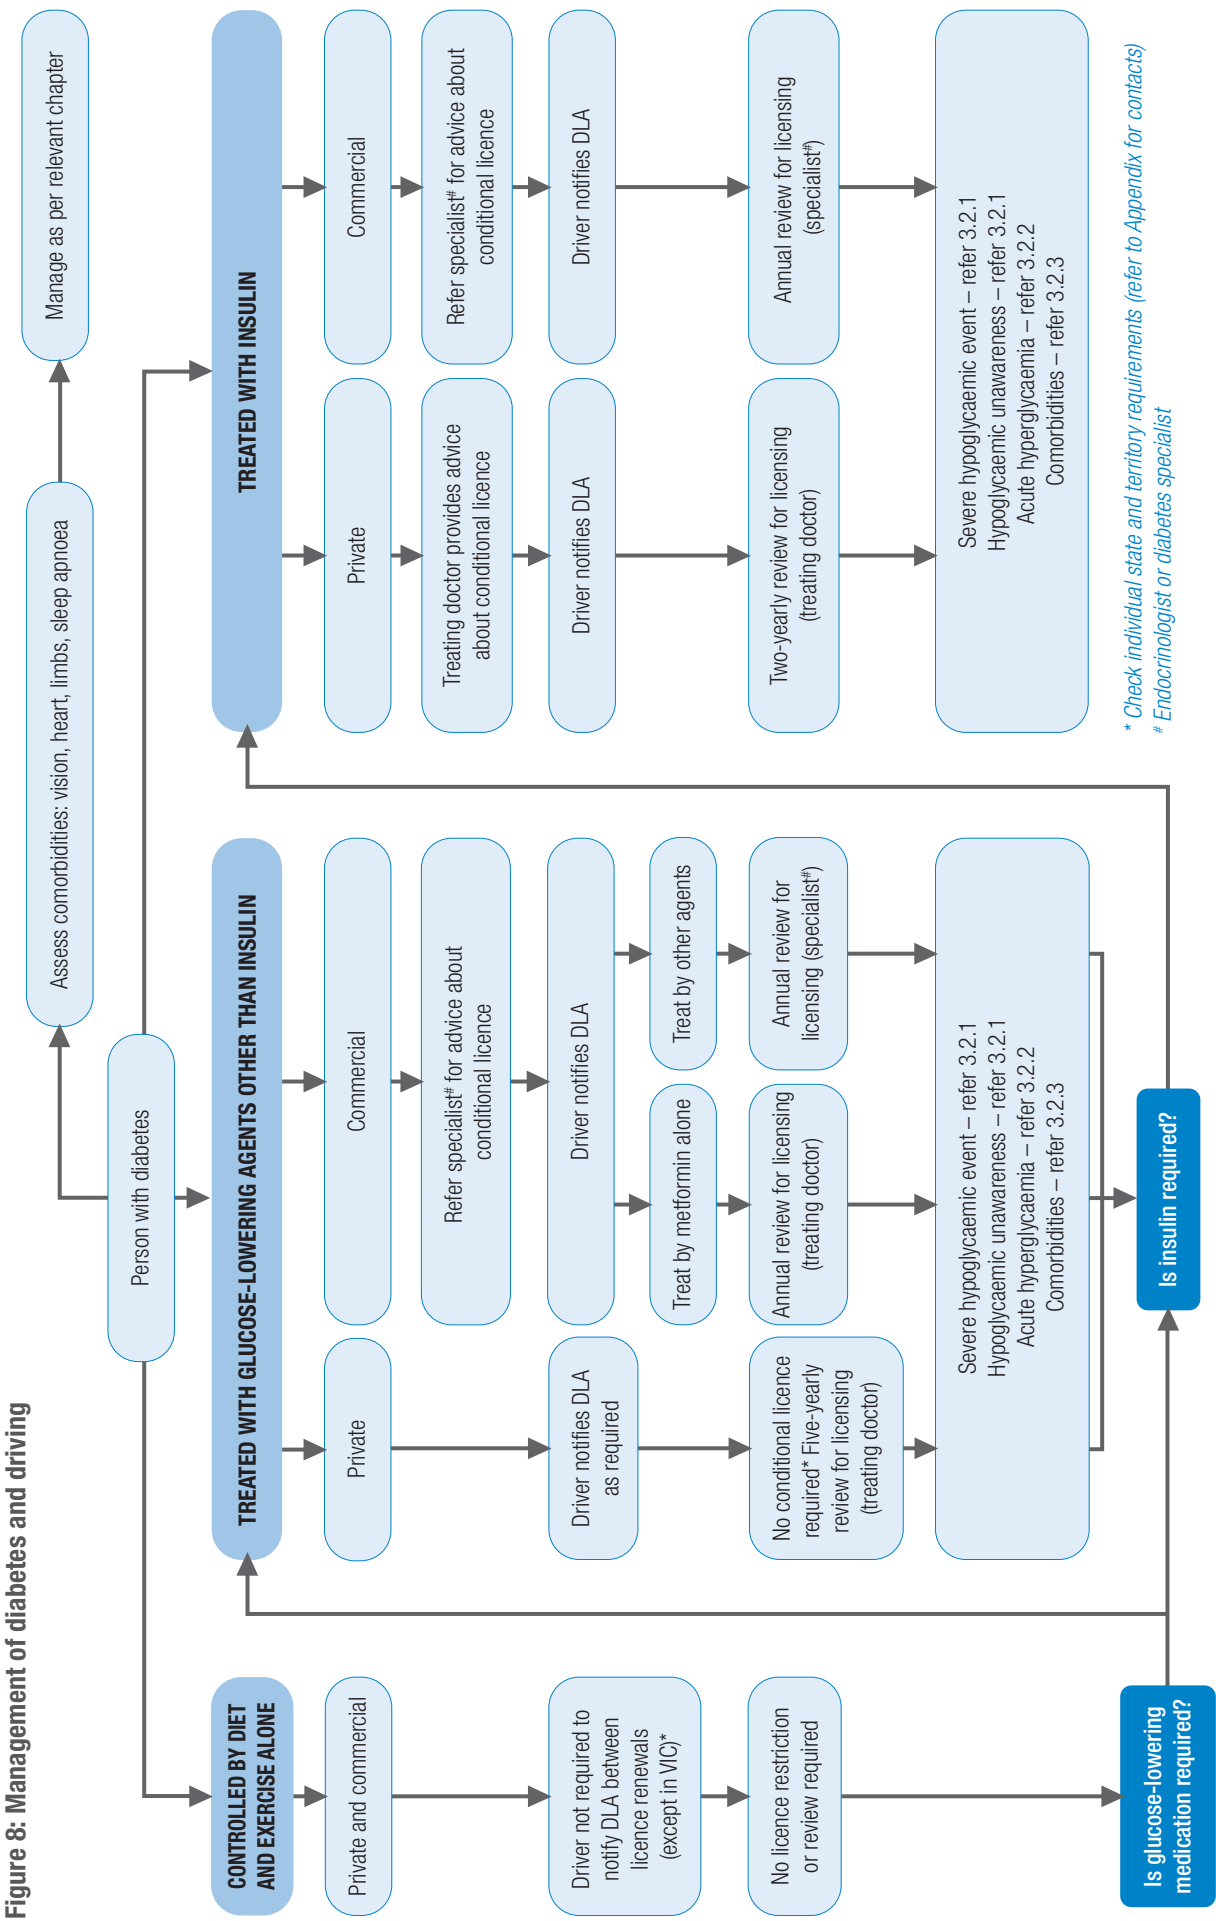 Figure 8: Management of diabetes and driving
Person with diabetes
Assess comorbidities: vision, heart, limbs, sleep apnoea
Manage as per relevant chapter
CONTROLLED BY DIET
AND EXERCISE ALONE
Private and commercial
Driver not required to
notify DLA between
licence renewals
(except in VIC)*
No licence restriction
or review required
Is glucose-lowering
medication required?
TREATED WITH GLUCOSE-LOWERING AGENTS OTHER THAN INSULIN
Private
Driver notifies DLA
as required
No conditional licence
required* Five-yearly
review for licensing
(treating doctor)
Commercial
Refer specialist# for advice about
conditional licence
Driver notifies DLA
Treat by metformin alone
Annual review for licensing
(treating doctor)
Treat by other agents
Annual review for
licensing (specialist#)
Severe hypoglycaemic event – refer 3.2.1
Hypoglycaemic unawareness – refer 3.2.1
Acute hyperglycaemia – refer 3.2.2
Comorbidities – refer 3.2.3
Is insulin required?
TREATED WITH INSULIN
Private
Treating doctor provides advice
about conditional licence
Driver notifies DLA
Two-yearly review for licensing
(treating doctor)
Commercial
Refer specialist# for advice about
conditional licence
Driver notifies DLA
Annual review for licensing
(specialist#)
Severe hypoglycaemic event – refer 3.2.1
Hypoglycaemic unawareness – refer 3.2.1
Acute hyperglycaemia – refer 3.2.2
Comorbidities – refer 3.2.3
* Check individual state and territory requirements (refer to Appendix for contacts)
# Endocrinologist or diabetes specialist